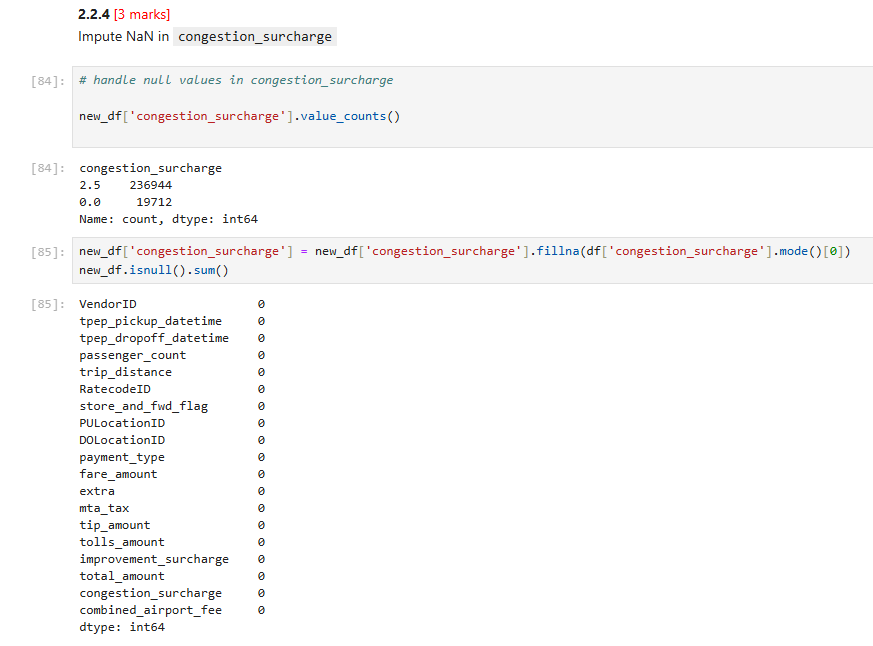 2.2.4 [3 marks]
Impute NaN in congestion_surcharge
[84]: # handle null values in congestion_surcharge
new_df['congestion_surcharge'].value_counts()
[84]: congestion_surcharge
2.5    236944
0.0     19712
Name: count, dtype: int64
[85]: new_df['congestion_surcharge'] = new_df['congestion_surcharge'].fillna(df['congestion_surcharge'].mode()[0])
new_df.isnull().sum()
[85]: VendorID                 0
tpep_pickup_datetime     0
tpep_dropoff_datetime    0
passenger_count          0
trip_distance            0
RatecodeID               0
store_and_fwd_flag       0
PULocationID             0
DOLocationID             0
payment_type             0
fare_amount              0
extra                    0
mta_tax                  0
tip_amount               0
tolls_amount             0
improvement_surcharge    0
total_amount             0
congestion_surcharge     0
combined_airport_fee     0
dtype: int64